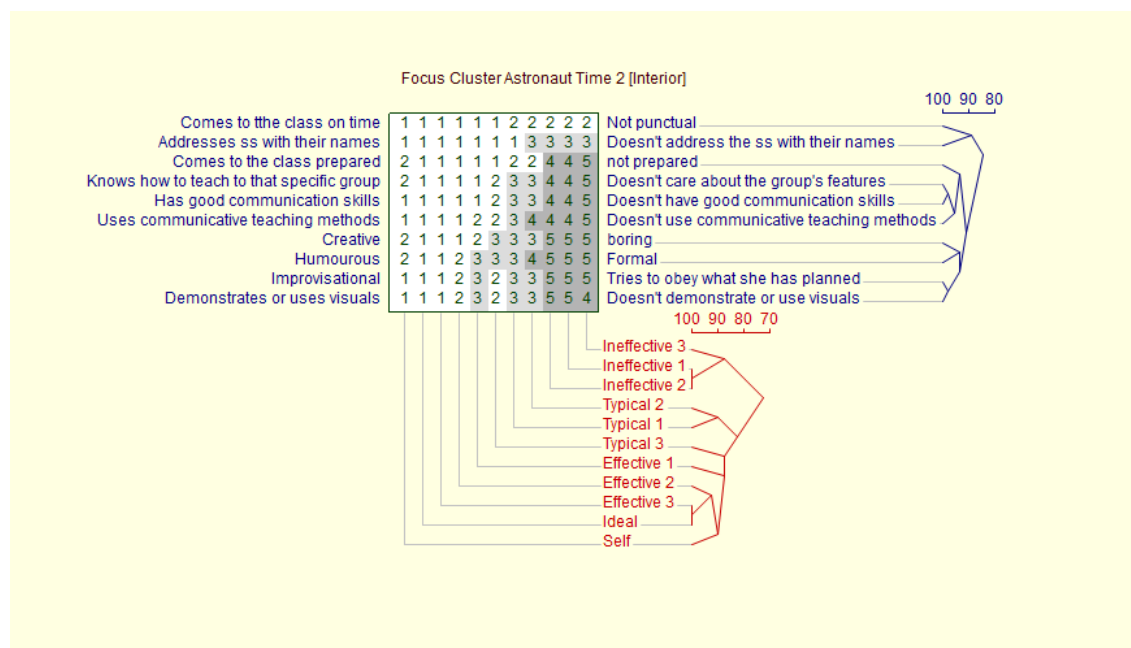 Focus Cluster Astronaut Time 2 [Interior]
100 90 80
Comes to tthe class on time 1 1 1 1 1 1 2 2 2 2 2 Not punctual
Addresses ss with their names 1 1 1 1 1 1 1 3 3 3 3 Doesn't address the ss with their names
Comes to the class prepared 2 1 1 1 1 1 2 2 4 4 5 not prepared
Knows how to teach to that specific group 2 1 1 1 1 2 3 3 4 4 5 Doesn't care about the group's features
Has good communication skills 1 1 1 1 1 2 3 3 4 4 5 Doesn't have good communication skills
Uses communicative teaching methods 1 1 1 1 2 2 3 4 4 4 5 Doesn't use communicative teaching methods
Creative 2 1 1 1 2 3 3 3 5 5 5 boring
Humourous 2 1 1 2 3 3 3 4 5 5 5 Formal
Improvisational 1 1 1 2 3 2 3 3 5 5 5 Tries to obey what she has planned
Demonstrates or uses visuals 1 1 1 2 3 2 3 3 5 5 4 Doesn't demonstrate or use visuals
100 90 80 70
Ineffective 3
Ineffective 1
Ineffective 2
Typical 2
Typical 1
Typical 3
Effective 1
Effective 2
Effective 3
Ideal
Self